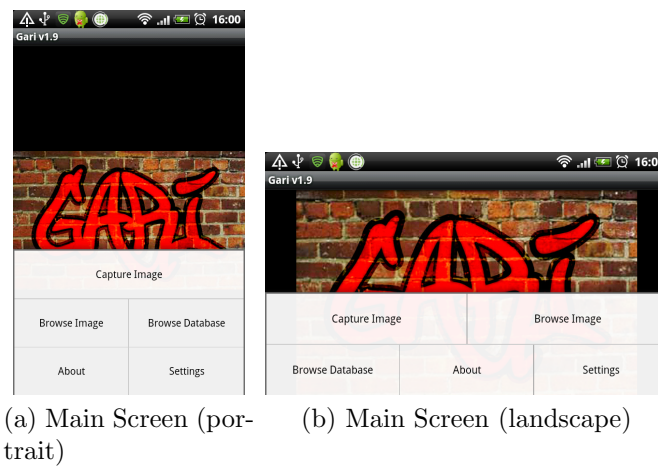 16:00
Gari v1.9
GARI
Capture Image
Browse Image Browse Database
About Settings
(a) Main Screen (por-
trait)
16:0
Gari v1.9
GARI
Capture Image Browse Image
Browse Database About Settings
(b) Main Screen (landscape)